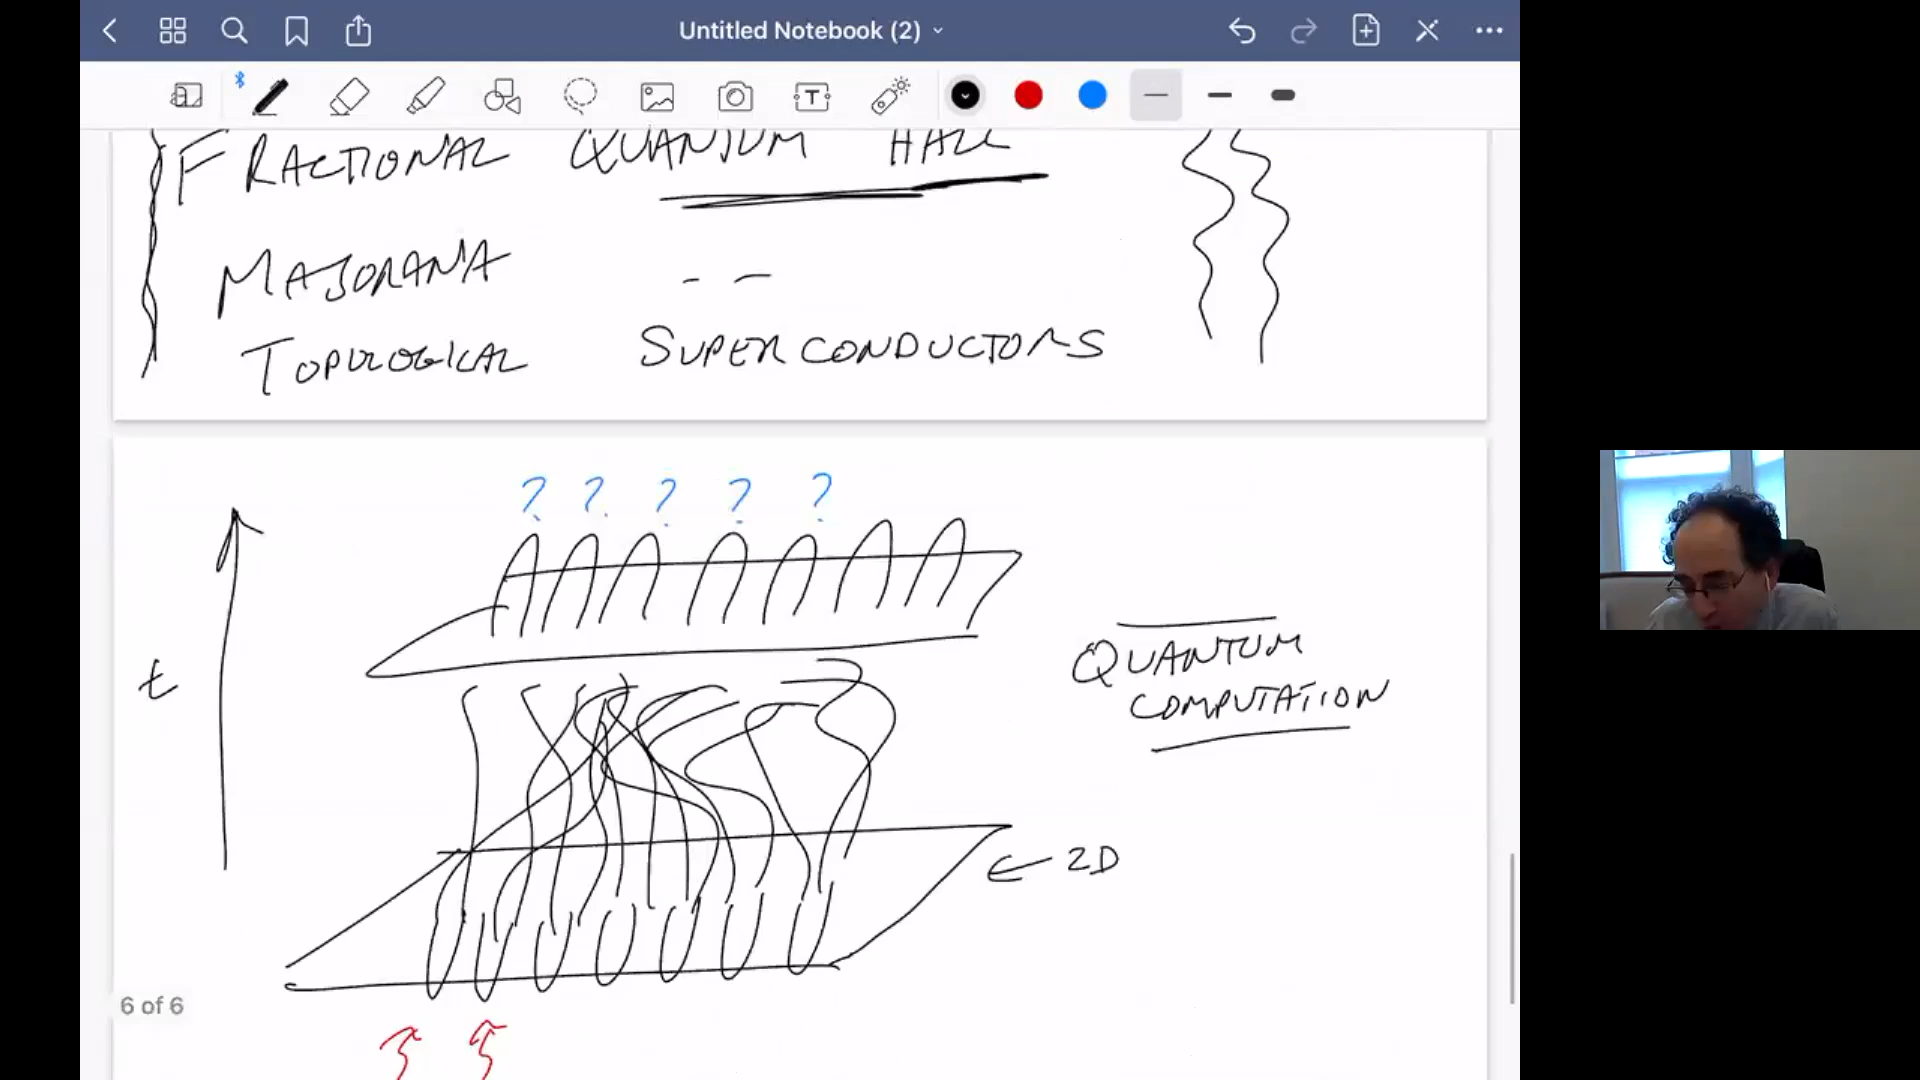 Untitled Notebook (2)
FRACTIONAL QUANTUM HALL
MAJORANA - -
TOPOLOGICAL SUPERCONDUCTORS
? ? ? ? ?
t
QUANTUM
COMPUTATION
← 2D
6 of 6